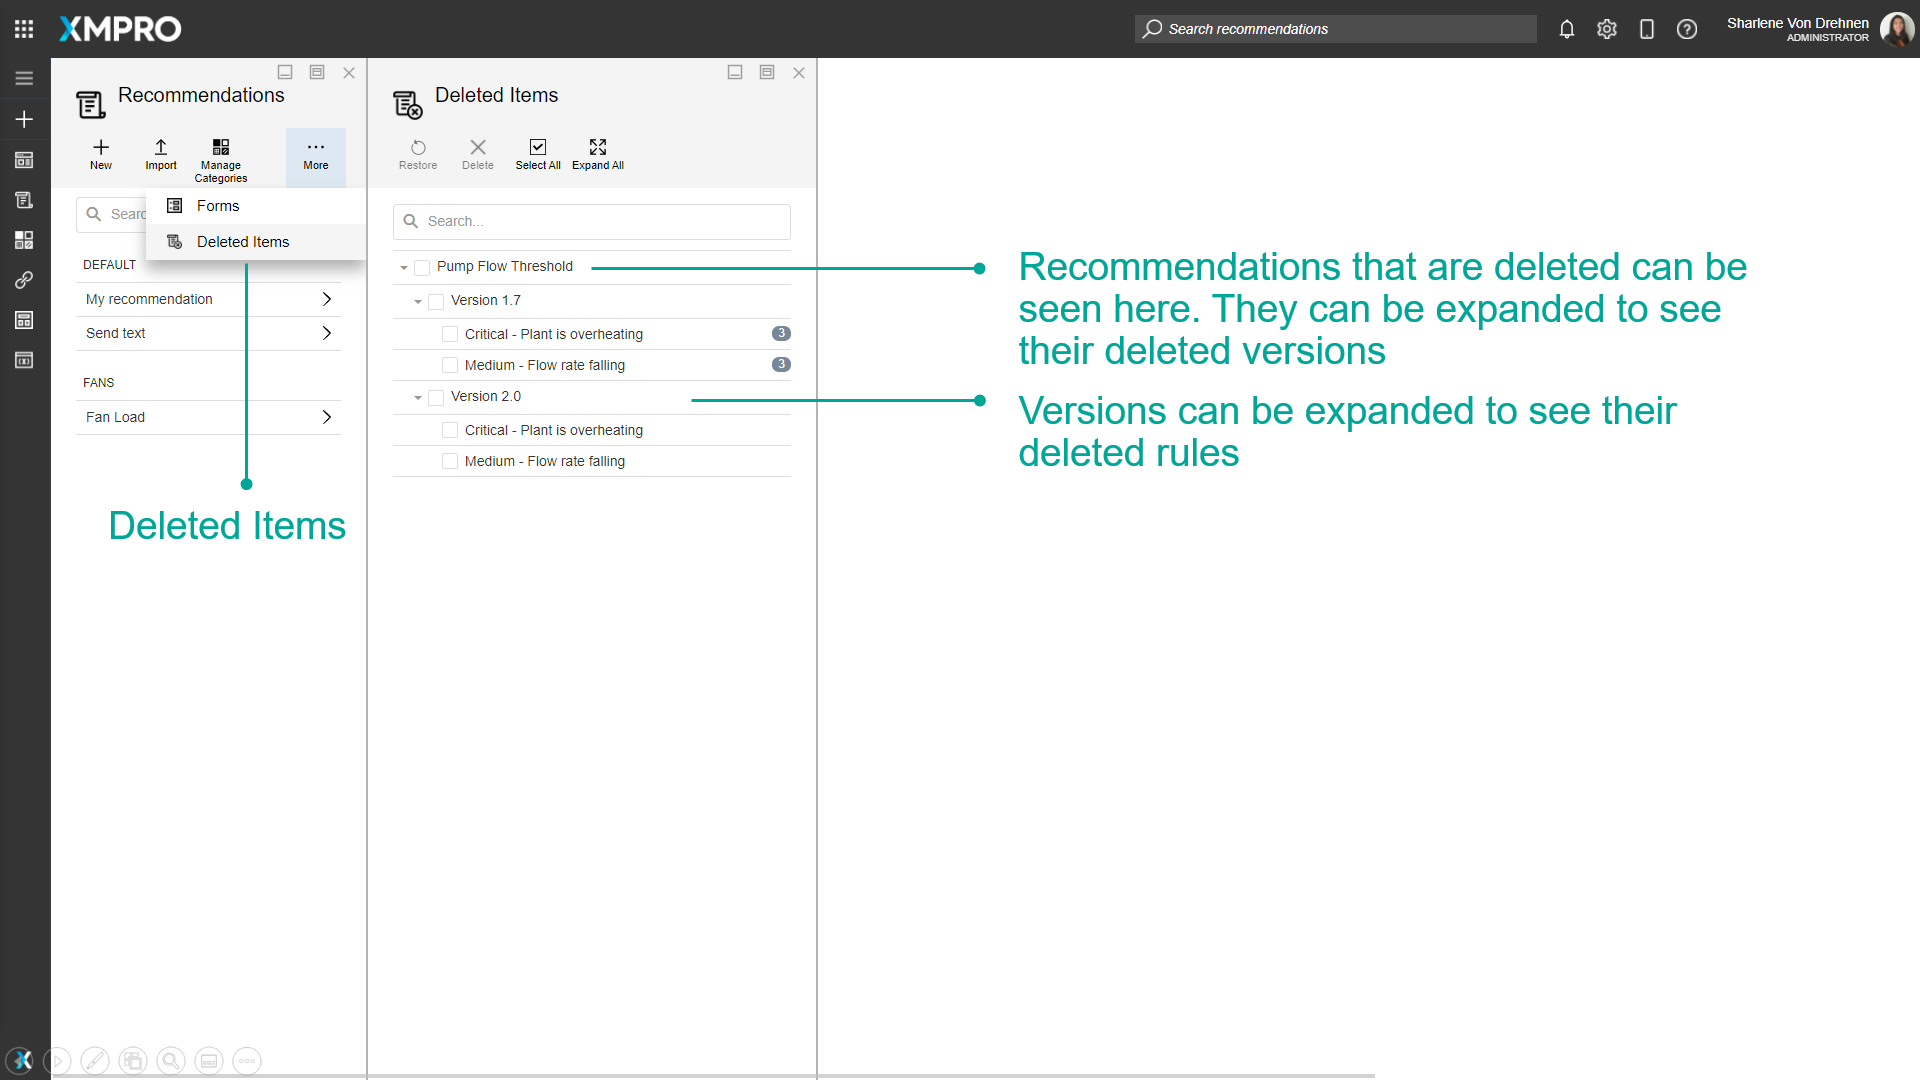 XMPRO
Search recommendations
Sharlene Von Drehnen
ADMINISTRATOR
Recommendations
New
Import
Manage
Categories
More
Forms
Deleted Items
Searc
DEFAULT
My recommendation
Send text
FANS
Fan Load
Deleted Items
Deleted Items
Restore
Delete
Select All
Expand All
Search...
Pump Flow Threshold
Version 1.7
Critical - Plant is overheating
3
Medium - Flow rate falling
3
Version 2.0
Critical - Plant is overheating
Medium - Flow rate falling
Recommendations that are deleted can be
seen here. They can be expanded to see
their deleted versions
Versions can be expanded to see their
deleted rules